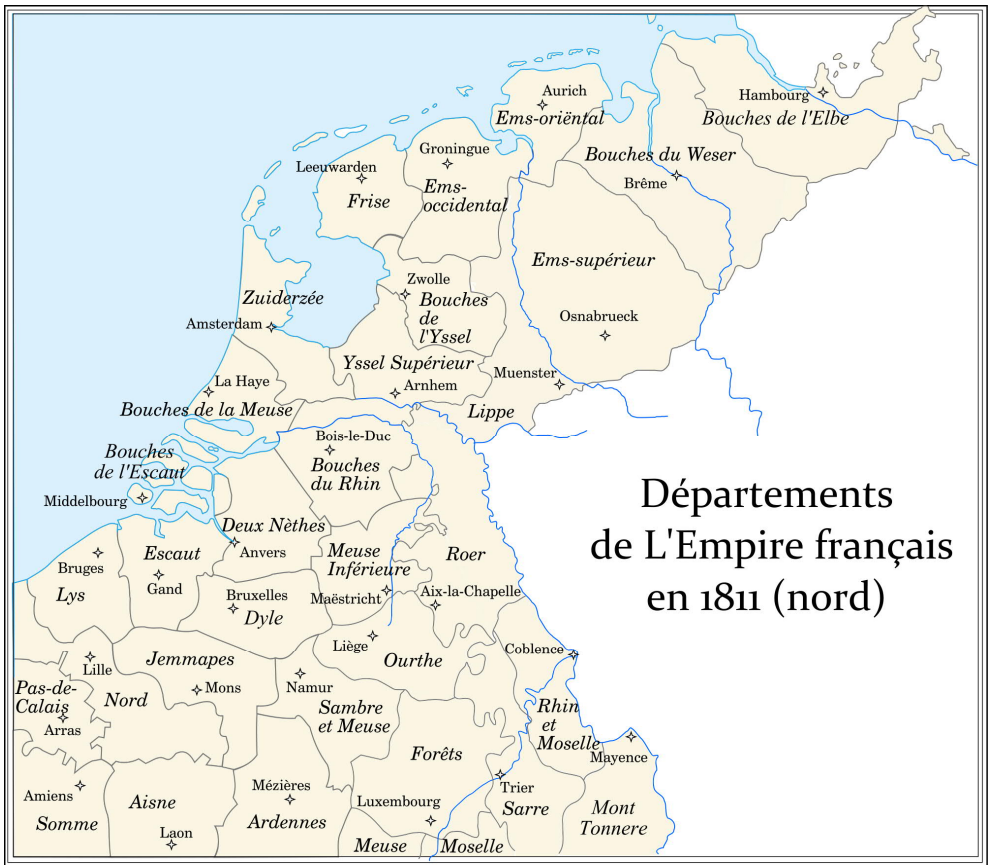 Aurich
Ems-oriëntal
Hambourg
Bouches de l'Elbe
Groningue
Leeuwarden
Frise
Ems-
occidental
Bouches du Weser
Brême
Ems-supérieur
Osnabrueck
Zuiderzée
Amsterdam
Zwolle
Bouches
de
l'Yssel
Yssel Supérieur
Arnhem
Muenster
Lippe
La Haye
Bouches de la Meuse
Bouches
de l'Escaut
Middelbourg
Bois-le-Duc
Bouches
du Rhin
Départements
de L'Empire français
en 1811 (nord)
Deux Nèthes
Anvers
Escaut
Gand
Bruges
Lys
Bruxelles
Dyle
Meuse
Inférieure
Maëstricht
Roer
Aix-la-Chapelle
Liège
Ourthe
Coblence
Lille
Jemmapes
Mons
Nord
Pas-de-
Calais
Arras
Namur
Sambre
et Meuse
Rhin
et
Moselle
Mayence
Forêts
Trier
Sarre
Mont
Tonnere
Amiens
Somme
Aisne
Laon
Mézières
Ardennes
Luxembourg
Meuse
Moselle